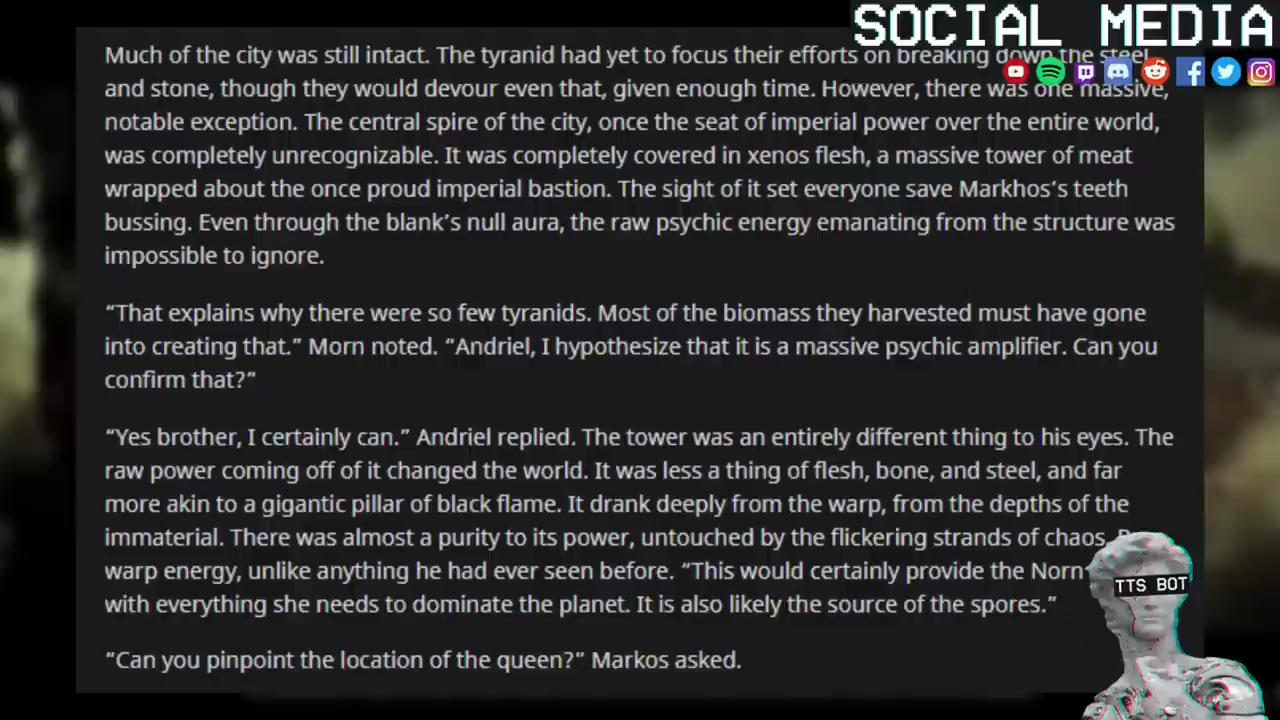 SOCIAL MEDIA
Much of the city was still intact. The tyranid had yet to focus their efforts on breaking down the steel
and stone, though they would devour even that, given enough time. However, there was one massive,
notable exception. The central spire of the city, once the seat of imperial power over the entire world,
was completely unrecognizable. It was completely covered in xenos flesh, a massive tower of meat
wrapped about the once proud imperial bastion. The sight of it set everyone save Markhos’s teeth
bussing. Even through the blank’s null aura, the raw psychic energy emanating from the structure was
impossible to ignore.
“That explains why there were so few tyranids. Most of the biomass they harvested must have gone
into creating that.” Morn noted. “Andriel, I hypothesize that it is a massive psychic amplifier. Can you
confirm that?”
“Yes brother, I certainly can.” Andriel replied. The tower was an entirely different thing to his eyes. The
raw power coming off of it changed the world. It was less a thing of flesh, bone, and steel, and far
more akin to a gigantic pillar of black flame. It drank deeply from the warp, from the depths of the
immaterial. There was almost a purity to its power, untouched by the flickering strands of chaos.
warp energy, unlike anything he had ever seen before. “This would certainly provide the Norn
with everything she needs to dominate the planet. It is also likely the source of the spores.”
“Can you pinpoint the location of the queen?” Markos asked.
TTS BOT